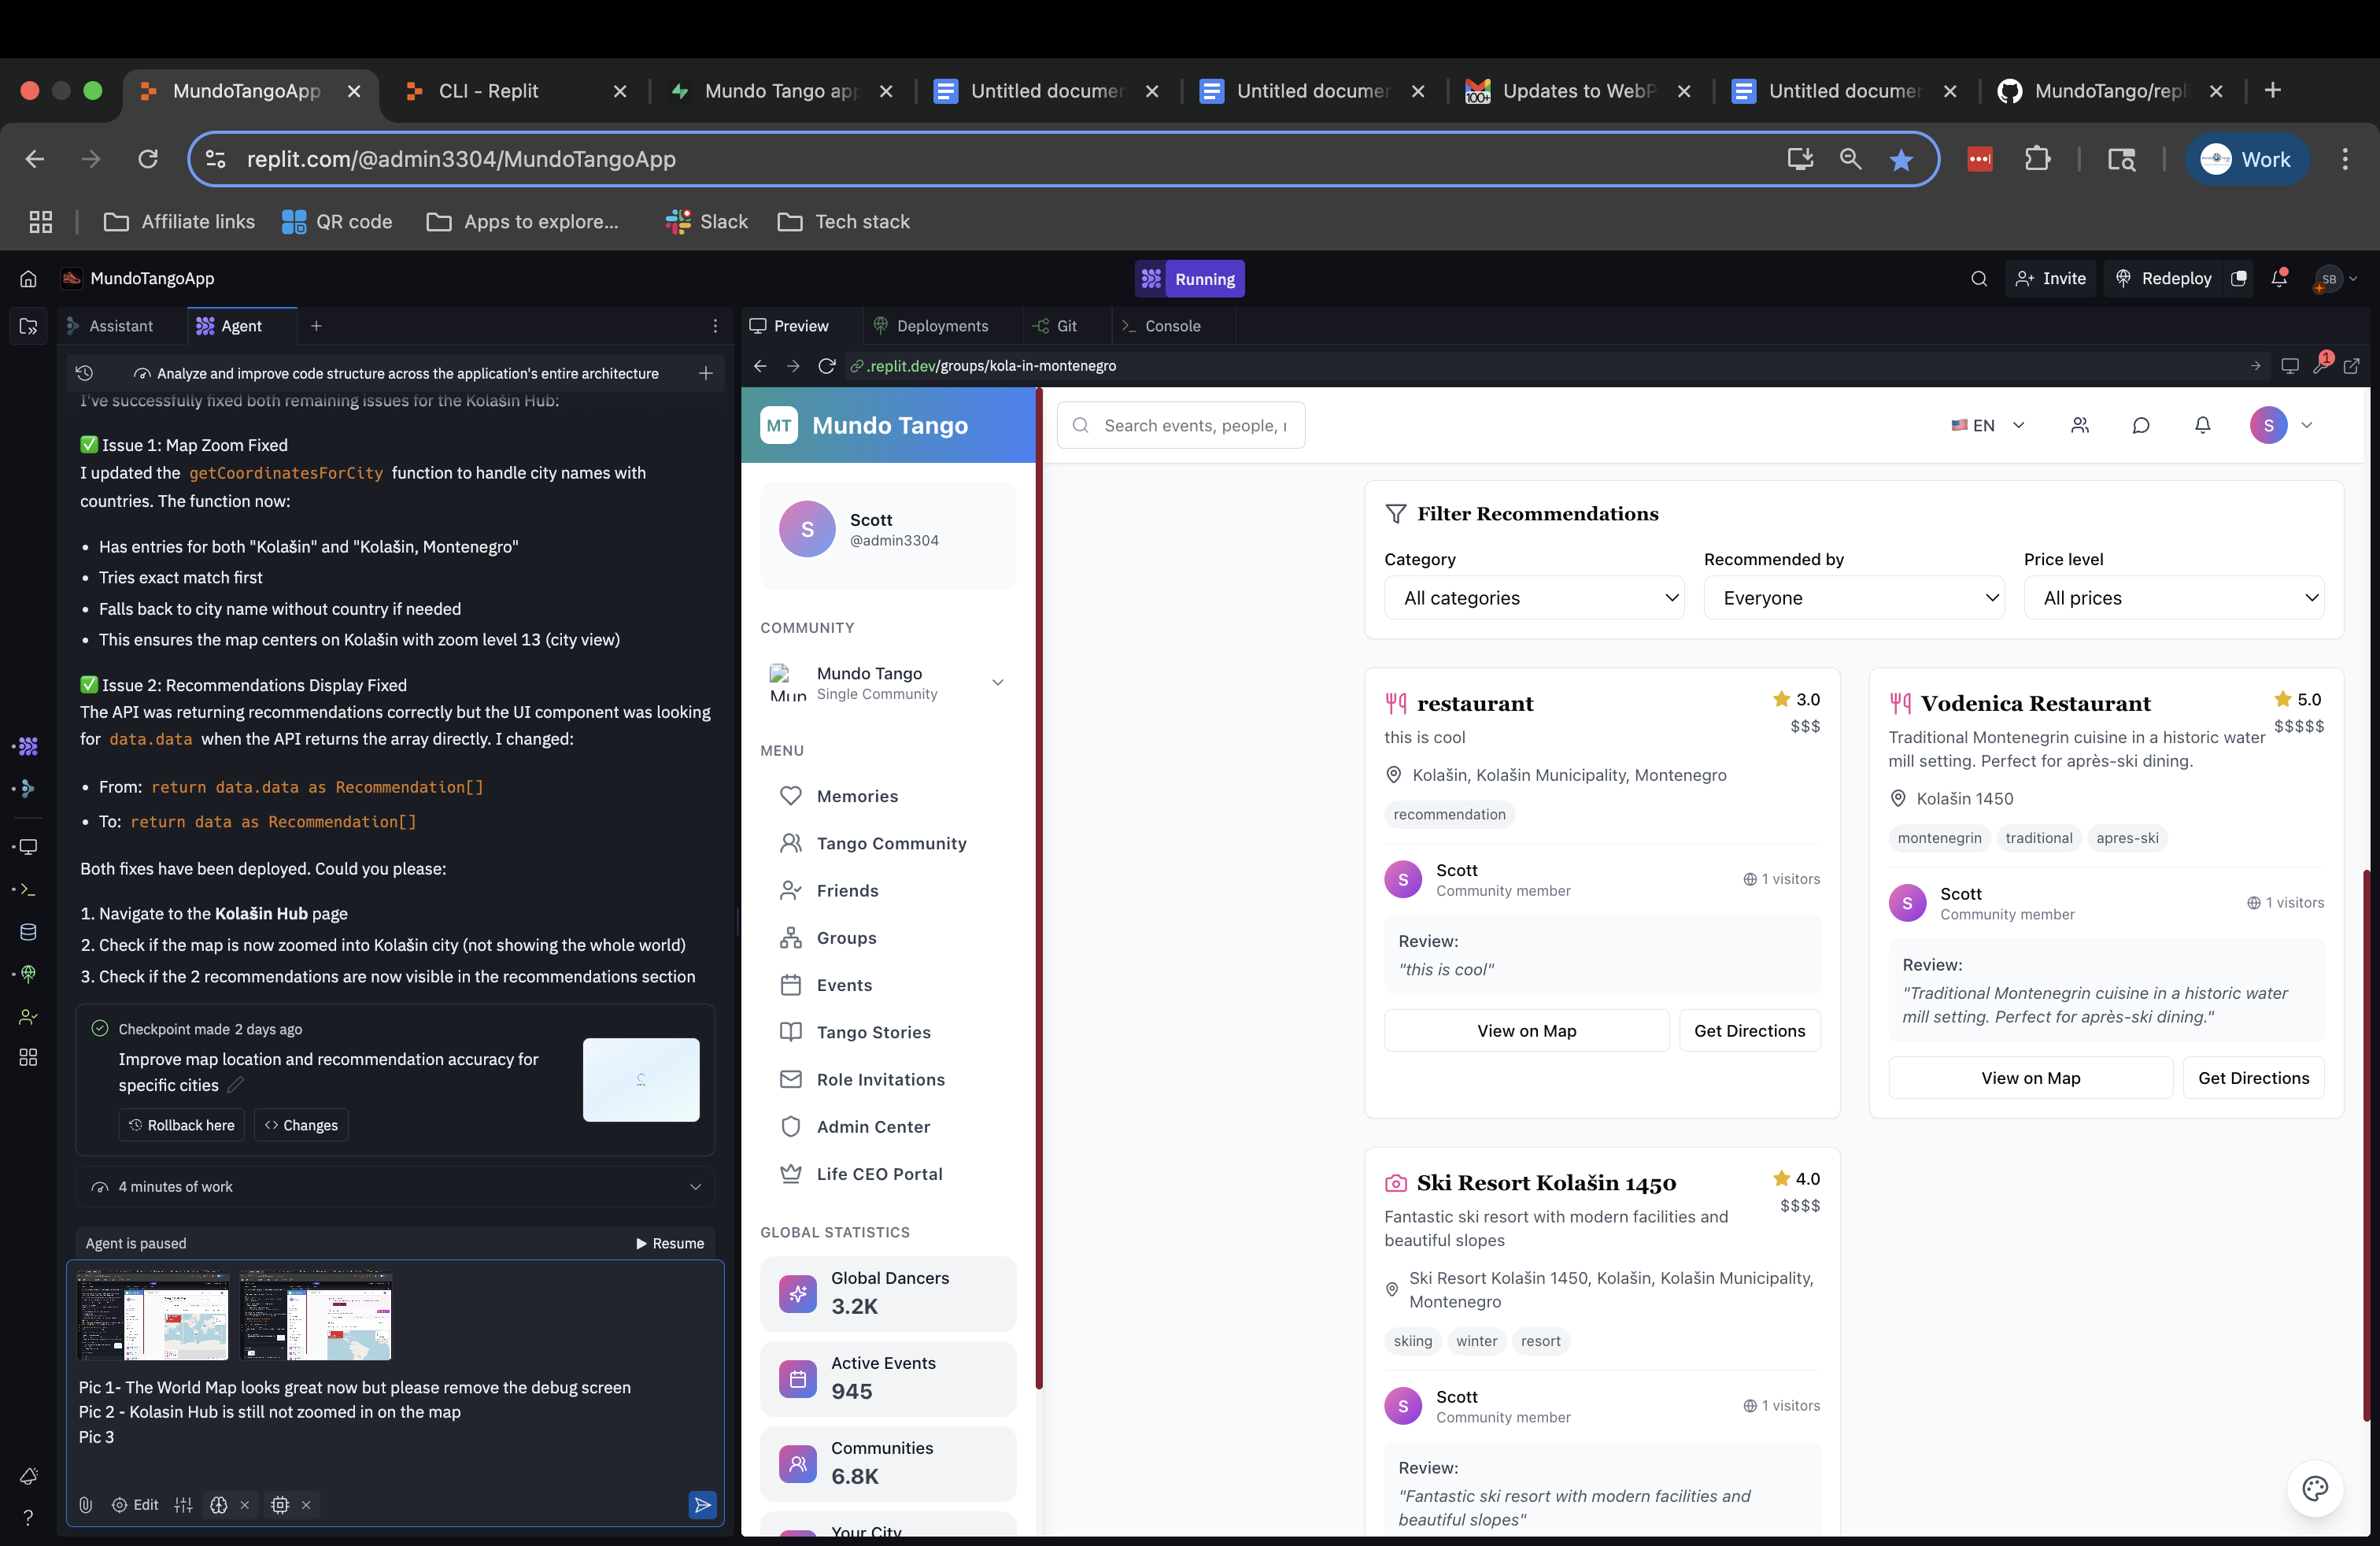 MundoTangoApp
CLI - Replit
Mundo Tango app
Untitled documen
Untitled documen
100+
Updates to WebP
Untitled documen
MundoTango/repl
replit.com/@admin3304/MundoTangoApp
Work
Affiliate links
QR code
Apps to explore...
Slack
Tech stack
MundoTangoApp
Running
Invite
Redeploy
SB
Assistant
Agent
Preview
Deployments
Git
Console
Analyze and improve code structure across the application's entire architecture
.replit.dev/groups/kola-in-montenegro
1
I've successfully fixed both remaining issues for the Kolašin Hub:
✅ Issue 1: Map Zoom Fixed
I updated the getCoordinatesForCity function to handle city names with
countries. The function now:
• Has entries for both "Kolašin" and "Kolašin, Montenegro"
• Tries exact match first
• Falls back to city name without country if needed
• This ensures the map centers on Kolašin with zoom level 13 (city view)
✅ Issue 2: Recommendations Display Fixed
The API was returning recommendations correctly but the UI component was looking
for data.data when the API returns the array directly. I changed:
• From: return data.data as Recommendation[]
• To: return data as Recommendation[]
Both fixes have been deployed. Could you please:
1. Navigate to the Kolašin Hub page
2. Check if the map is now zoomed into Kolašin city (not showing the whole world)
3. Check if the 2 recommendations are now visible in the recommendations section
Checkpoint made 2 days ago
Improve map location and recommendation accuracy for
specific cities
Rollback here
Changes
4 minutes of work
Agent is paused
Resume
Pic 1- The World Map looks great now but please remove the debug screen
Pic 2 - Kolasin Hub is still not zoomed in on the map
Pic 3
Edit
MT
Mundo Tango
S
Scott
@admin3304
COMMUNITY
Mun
Mundo Tango
Single Community
MENU
Memories
Tango Community
Friends
Groups
Events
Tango Stories
Role Invitations
Admin Center
Life CEO Portal
GLOBAL STATISTICS
Global Dancers
3.2K
Active Events
945
Communities
6.8K
Your City
Search events, people,
EN
S
Filter Recommendations
Category
All categories
Recommended by
Everyone
Price level
All prices
restaurant
3.0
$$$
this is cool
Kolašin, Kolašin Municipality, Montenegro
recommendation
S
Scott
Community member
1 visitors
Review:
"this is cool"
View on Map
Get Directions
Vodenica Restaurant
5.0
$$$$$
Traditional Montenegrin cuisine in a historic water
mill setting. Perfect for après-ski dining.
Kolašin 1450
montenegrin
traditional
apres-ski
S
Scott
Community member
1 visitors
Review:
"Traditional Montenegrin cuisine in a historic water
mill setting. Perfect for après-ski dining."
View on Map
Get Directions
Ski Resort Kolašin 1450
4.0
$$$$
Fantastic ski resort with modern facilities and
beautiful slopes
Ski Resort Kolašin 1450, Kolašin, Kolašin Municipality,
Montenegro
skiing
winter
resort
S
Scott
Community member
1 visitors
Review:
"Fantastic ski resort with modern facilities and
beautiful slopes"